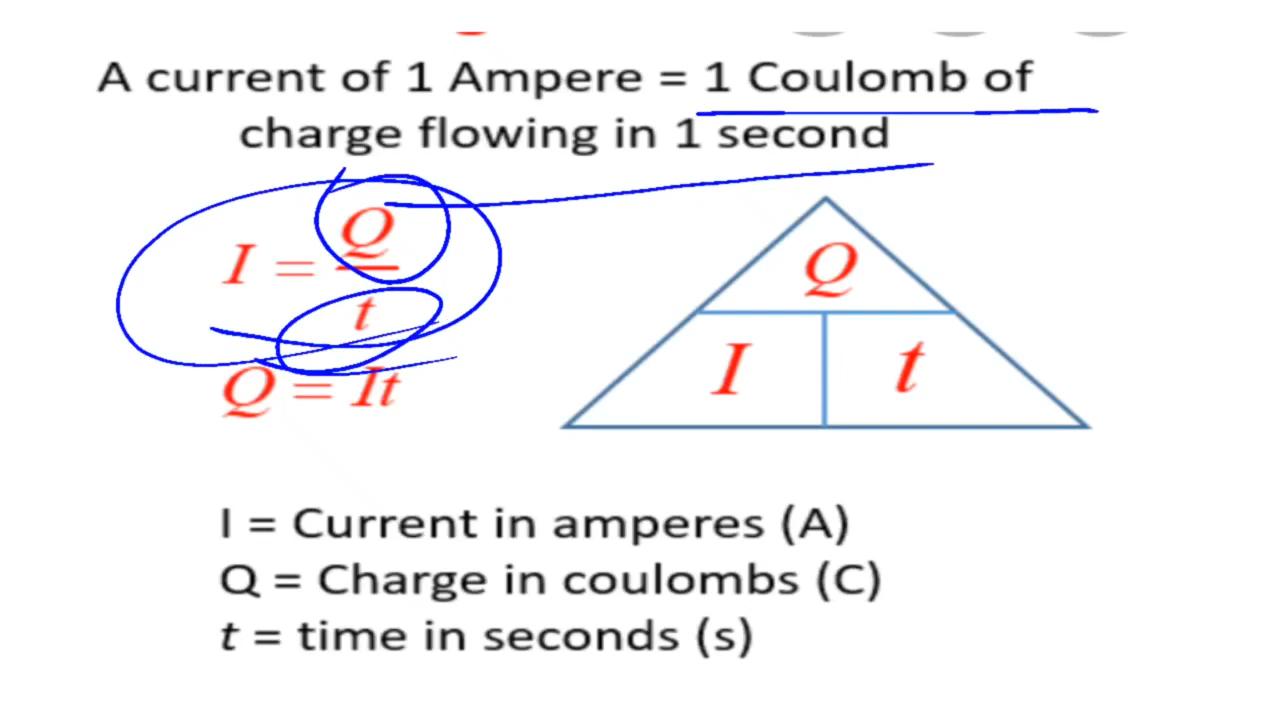 A current of 1 Ampere = 1 Coulomb of
charge flowing in 1 second
I = Q/t
Q = It
Q
I t
I = Current in amperes (A)
Q = Charge in coulombs (C)
t = time in seconds (s)